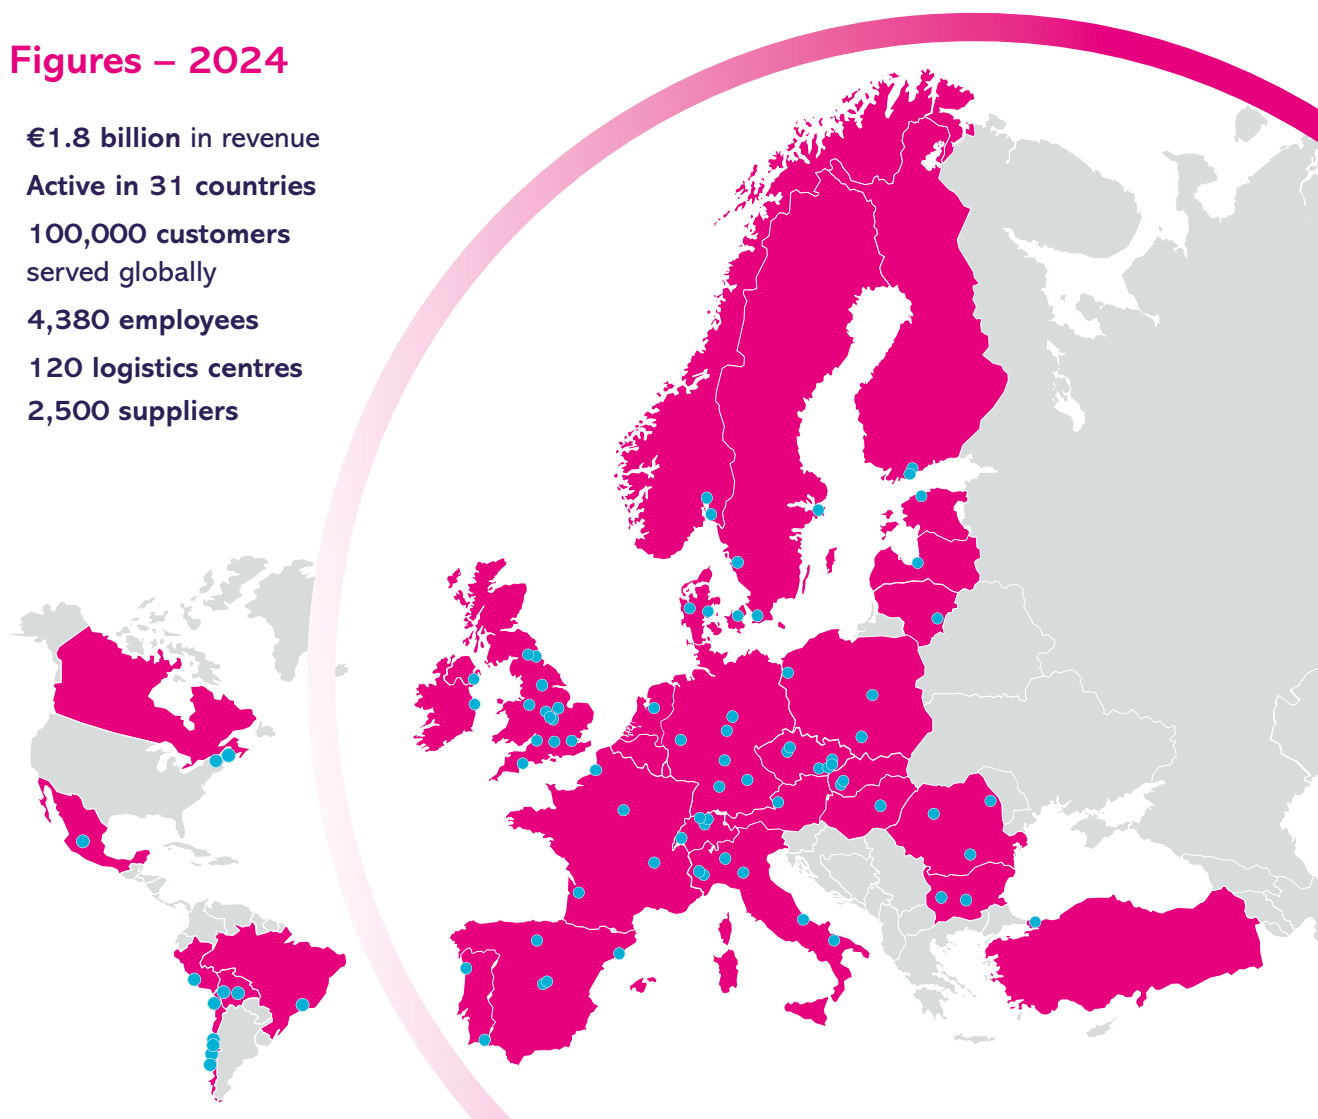 Figures – 2024
€1.8 billion in revenue
Active in 31 countries
100,000 customers
served globally
4,380 employees
120 logistics centres
2,500 suppliers